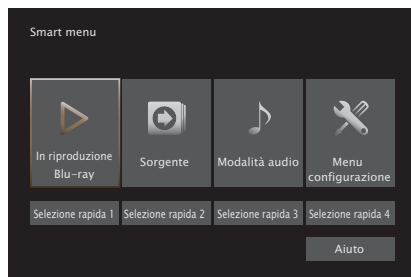 Smart menu
In riproduzione
Blu-ray
Sorgente
Modalità audio
Menu
configurazione
Selezione rapida 1
Selezione rapida 2
Selezione rapida 3
Selezione rapida 4
Aiuto